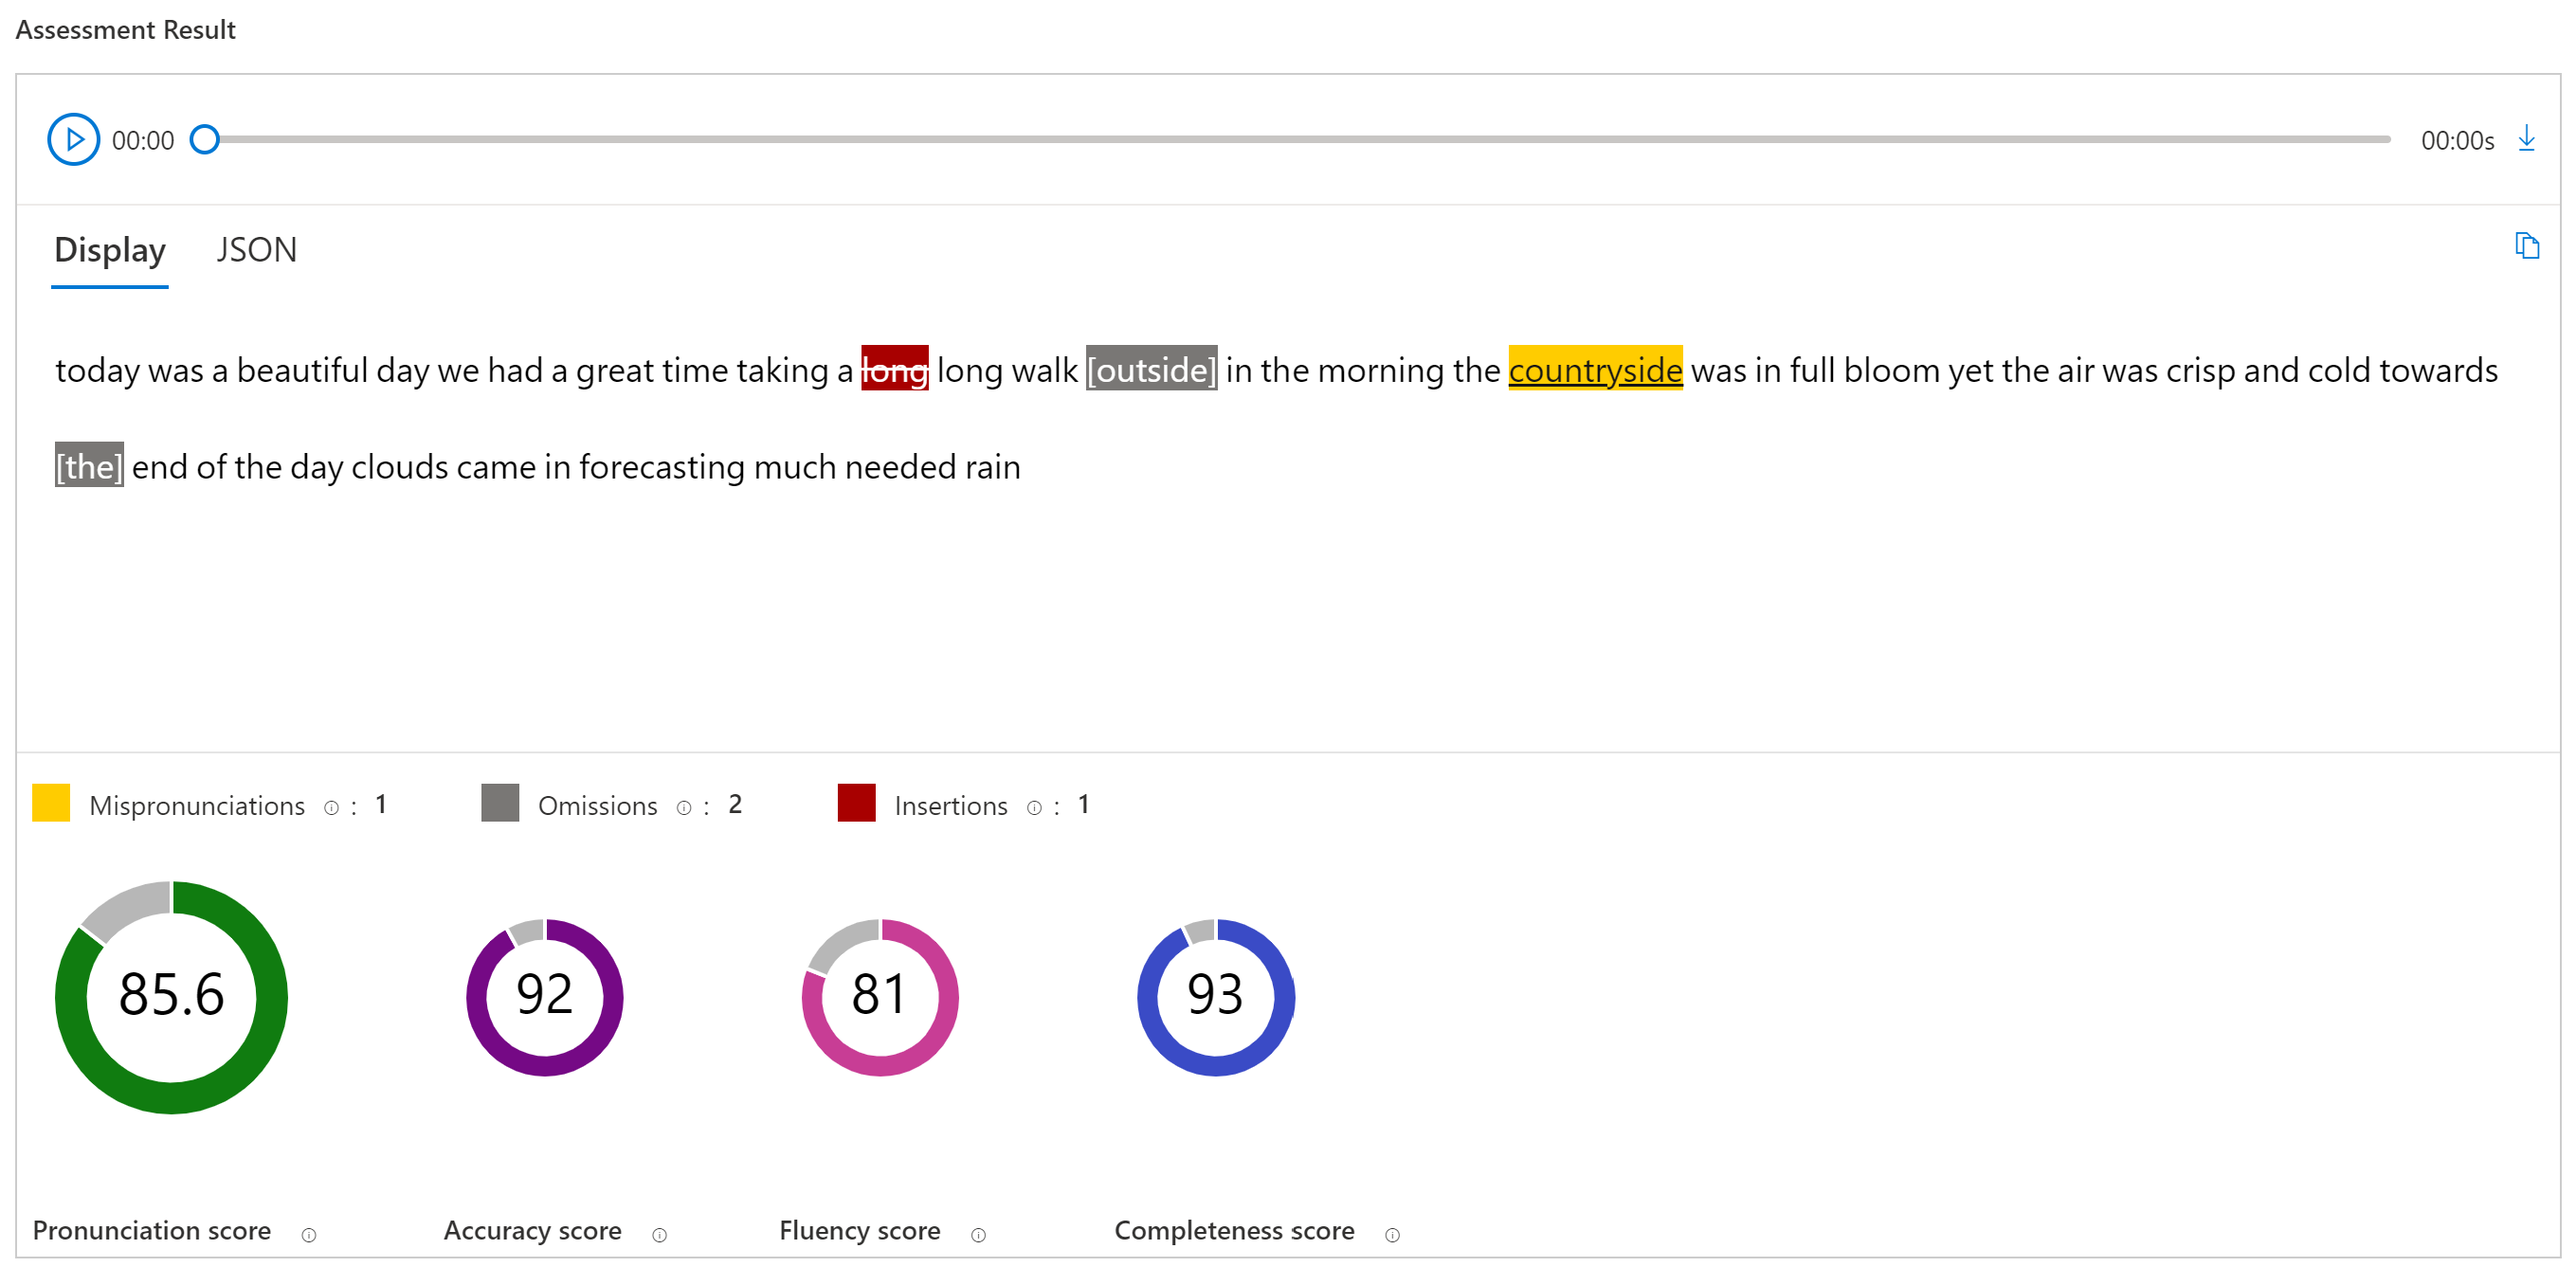 Assessment Result
00:00 00:00s
Display JSON
today was a beautiful day we had a great time taking a long long walk [outside] in the morning the countryside was in full bloom yet the air was crisp and cold towards
[the] end of the day clouds came in forecasting much needed rain
Mispronunciations : 1 Omissions : 2 Insertions : 1
85.6 92 81 93
Pronunciation score Accuracy score Fluency score Completeness score